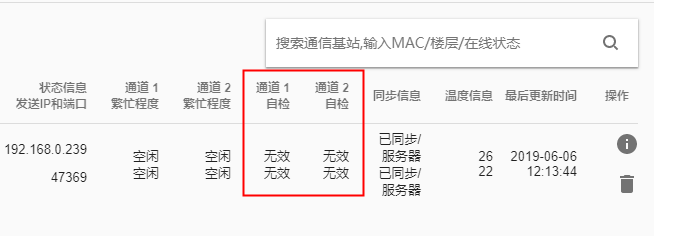 搜索通信基站,输入MAC/楼层/在线状态
状态信息 通道 1 通道 2 通道 1 通道 2 同步信息 温度信息 最后更新时间 操作
发送IP和端口 繁忙程度 繁忙程度 自检 自检
192.168.0.239 空闲 空闲 无效 无效 已同步/ 26 2019-06-06
服务器
47369 空闲 空闲 无效 无效 已同步/ 22 12:13:44
服务器